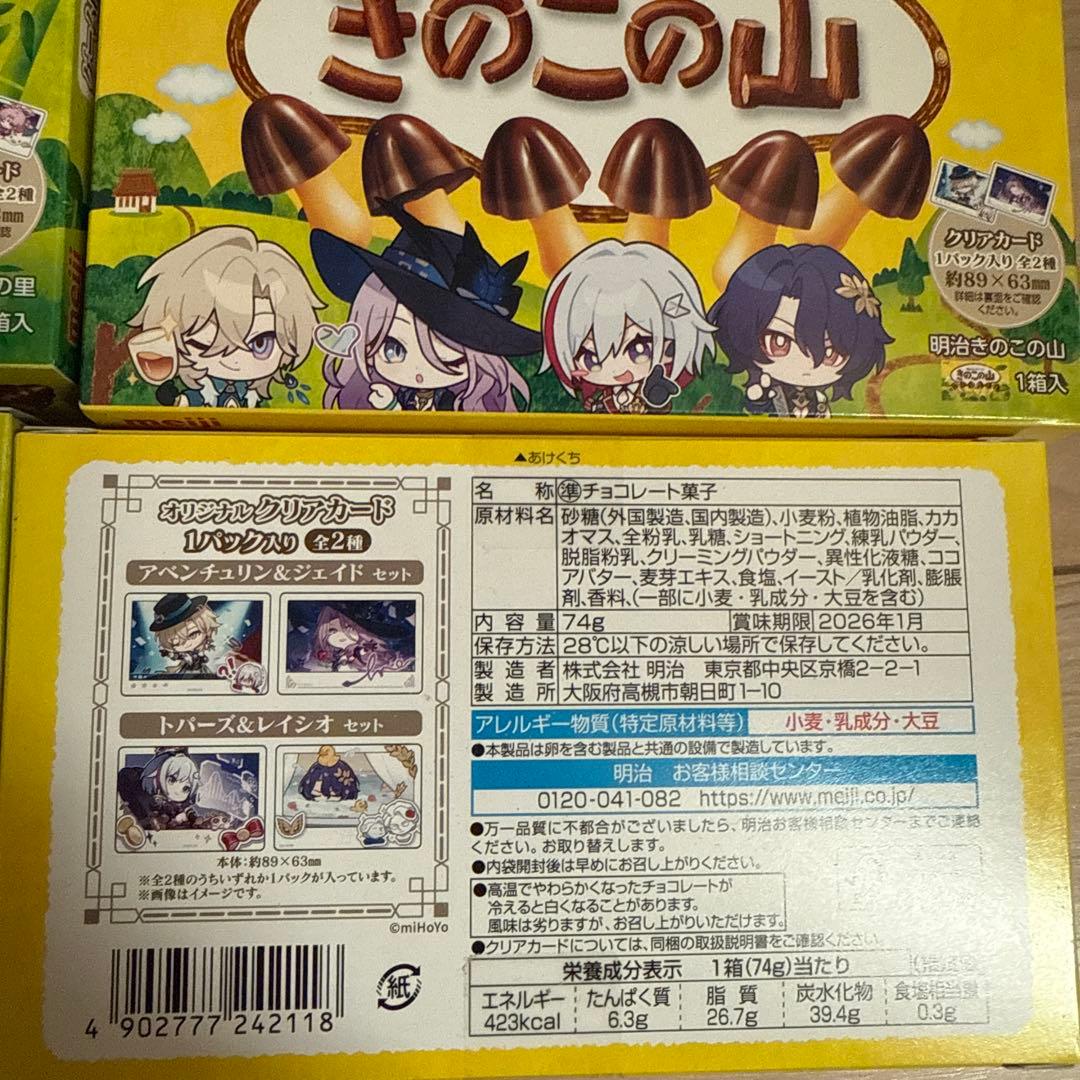 きのこの山
ード
全2種
mm
の里
箱入
meiji
クリアカード
1パック入り 全2種
約89×63mm
詳細は裏面をご確認
ください。
明治きのこの山
きのこの山
1箱入
meiji
▲あけくち
オリジナルクリアカード
1パック入り 全2種
アベンチュリン&ジェイド セット
トパーズ&レイシオ セット
本体:約89×63mm
※全2種のうちいずれか1パックが入っています。
※画像はイメージです。
©miHoYo
4 902777 242118
紙
名称 準チョコレート菓子
原材料名 砂糖(外国製造、国内製造)、小麦粉、植物油脂、カカ
オマス、全粉乳、乳糖、ショートニング、練乳パウダー、
脱脂粉乳、クリーミングパウダー、異性化液糖、ココ
アバター、麦芽エキス、食塩、イースト/乳化剤、膨脹
剤、香料、(一部に小麦・乳成分・大豆を含む)
内容量 74g 賞味期限 2026年1月
保存方法 28℃以下の涼しい場所で保存してください。
製造者 株式会社 明治 東京都中央区京橋2-2-1
製造所 大阪府高槻市朝日町1-10
アレルギー物質(特定原材料等) 小麦・乳成分・大豆
●本製品は卵を含む製品と共通の設備で製造しています。
明治 お客様相談センター
0120-041-082 https://www.meiji.co.jp/
●万一品質に不都合がございましたら、明治お客様相談センターまでご連絡
ください。お取り替えします。
●内袋開封後は早めにお召し上がりください。
●高温でやわらかくなったチョコレートが
冷えると白くなることがあります。
風味は劣りますが、お召し上がりいただけます。
●クリアカードについては、同梱の取扱説明書をご確認ください。
栄養成分表示 1箱(74g)当たり
エネルギー たんぱく質 脂質 炭水化物 食塩相当量
423kcal 6.3g 26.7g 39.4g 0.3g